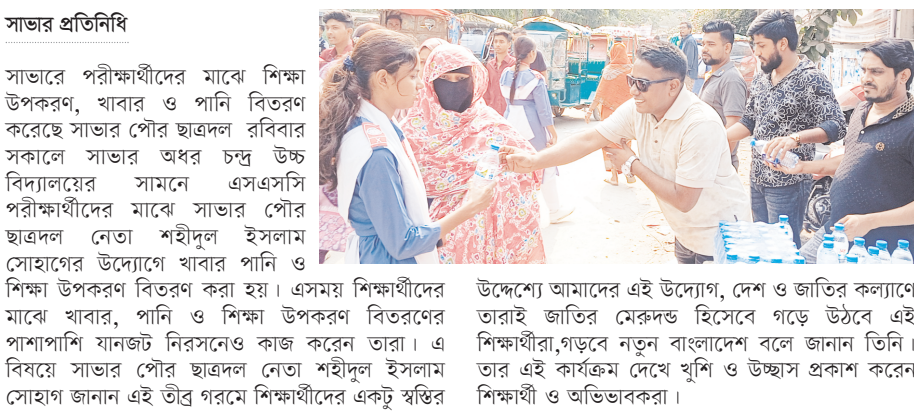 সাভার প্রতিনিধি
সাভারে পরীক্ষার্থীদের মাঝে শিক্ষা
উপকরণ, খাবার ও পানি বিতরণ
করেছে সাভার পৌর ছাত্রদল রবিবার
সকালে সাভার অধর চন্দ্র উচ্চ
বিদ্যালয়ের সামনে এসএসসি
পরীক্ষার্থীদের মাঝে সাভার পৌর
ছাত্রদল নেতা শহীদুল ইসলাম
সোহাগের উদ্যোগে খাবার পানি ও
শিক্ষা উপকরণ বিতরণ করা হয়। এসময় শিক্ষার্থীদের
মাঝে খাবার, পানি ও শিক্ষা উপকরণ বিতরণের
পাশাপাশি যানজট নিরসনেও কাজ করেন তারা। এ
বিষয়ে সাভার পৌর ছাত্রদল নেতা শহীদুল ইসলাম
সোহাগ জানান এই তীব্র গরমে শিক্ষার্থীদের একটু স্বস্তির
উদ্দেশ্যে আমাদের এই উদ্যোগ, দেশ ও জাতির কল্যাণে
তারাই জাতির মেরুদন্ড হিসেবে গড়ে উঠবে এই
শিক্ষার্থীরা,গড়বে নতুন বাংলাদেশ বলে জানান তিনি।
তার এই কার্যক্রম দেখে খুশি ও উচ্ছাস প্রকাশ করেন
শিক্ষার্থী ও অভিভাবকরা।